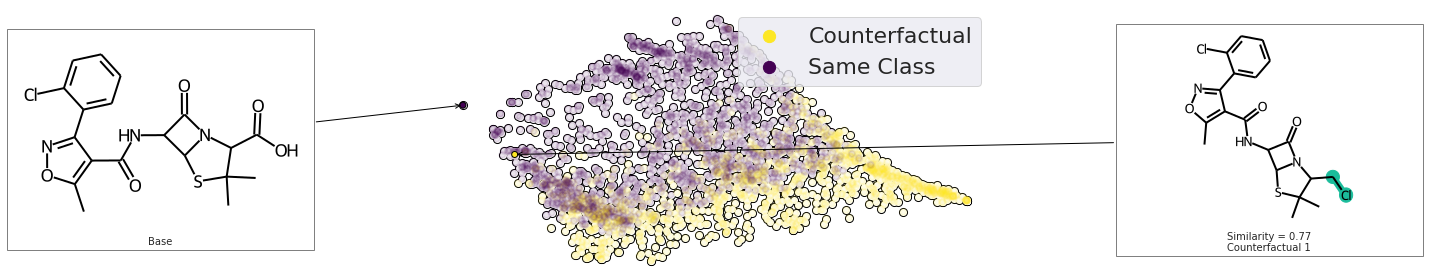 Cl
O
O
HN
N
OH
N
O
S
O
Base
Counterfactual
Same Class
Cl
N
O
O
HN
O
N
S
Cl
Similarity = 0.77
Counterfactual 1